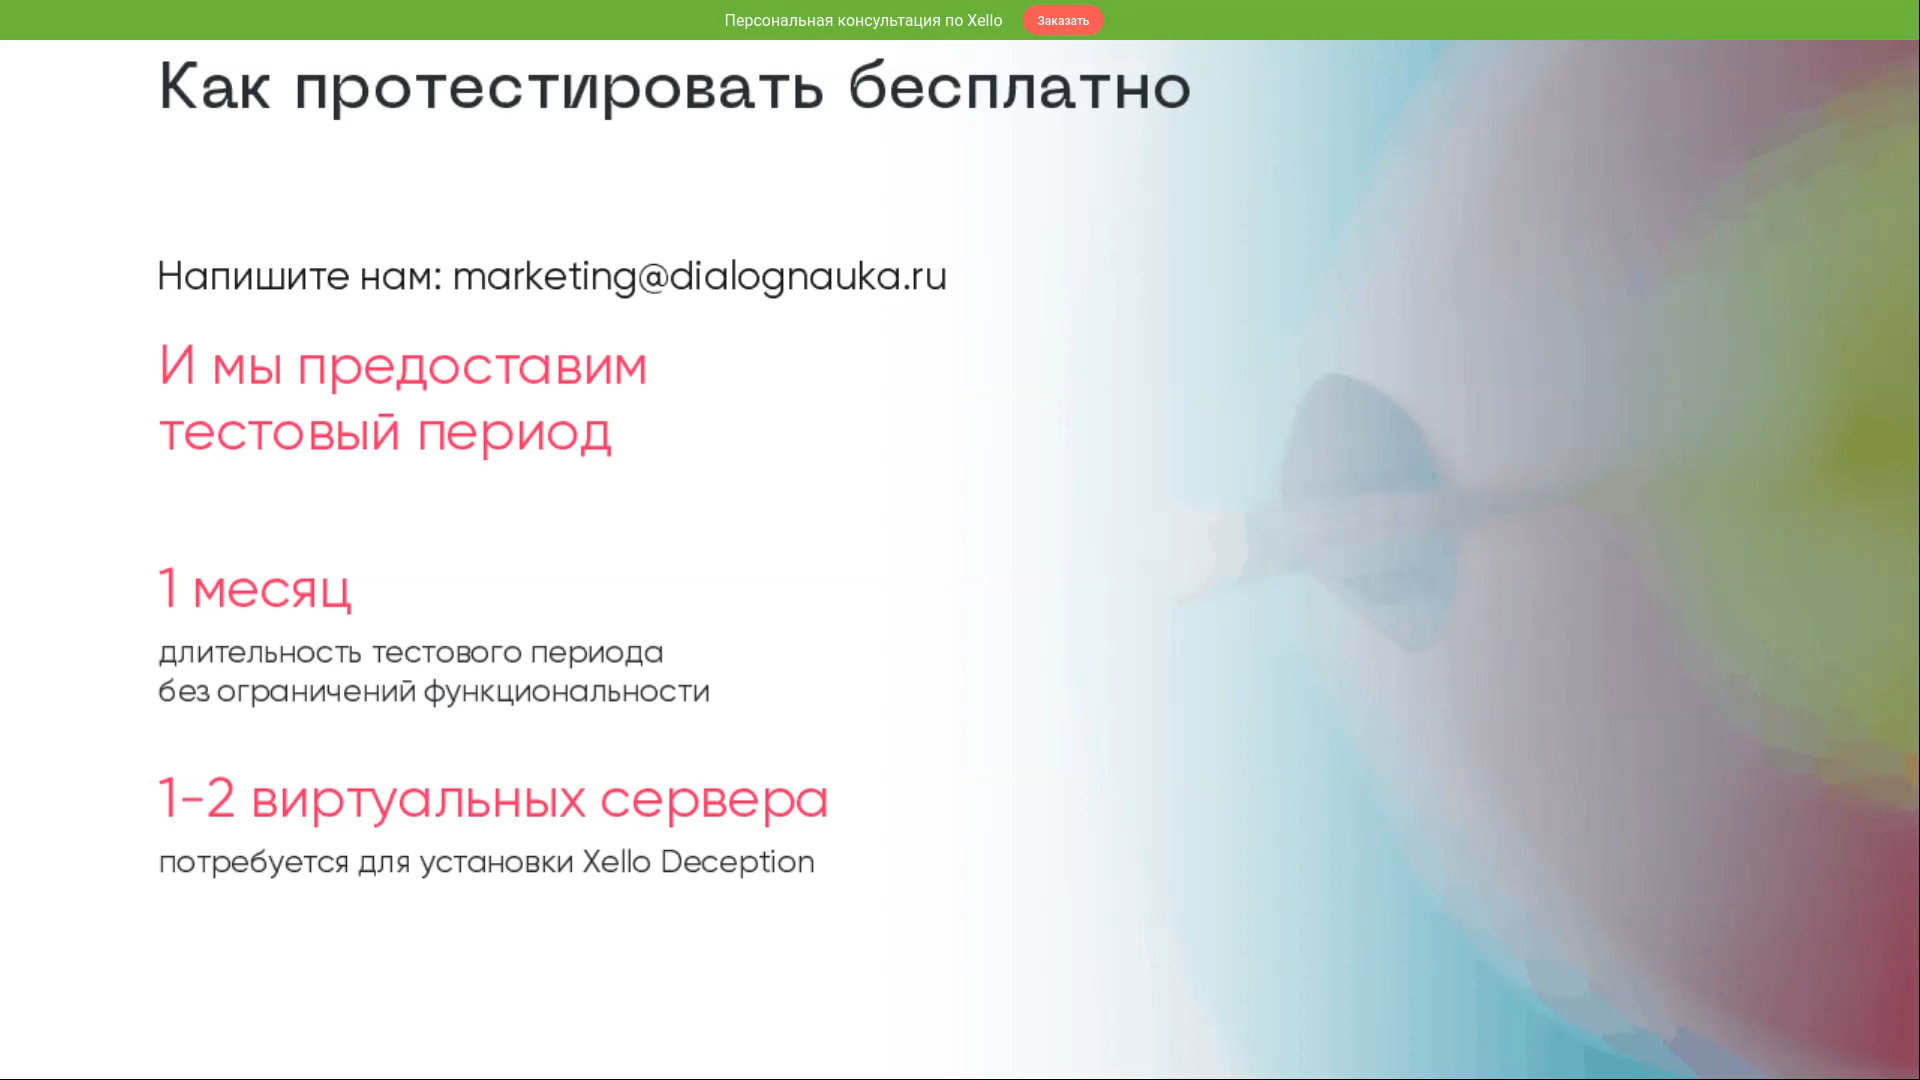 Персональная консультация по Xello
Заказать
Как протестировать бесплатно
Напишите нам: marketing@dialognauka.ru
И мы предоставим
тестовый период
1 месяц
длительность тестового периода
без ограничений функциональности
1-2 виртуальных сервера
потребуется для установки Xello Deception